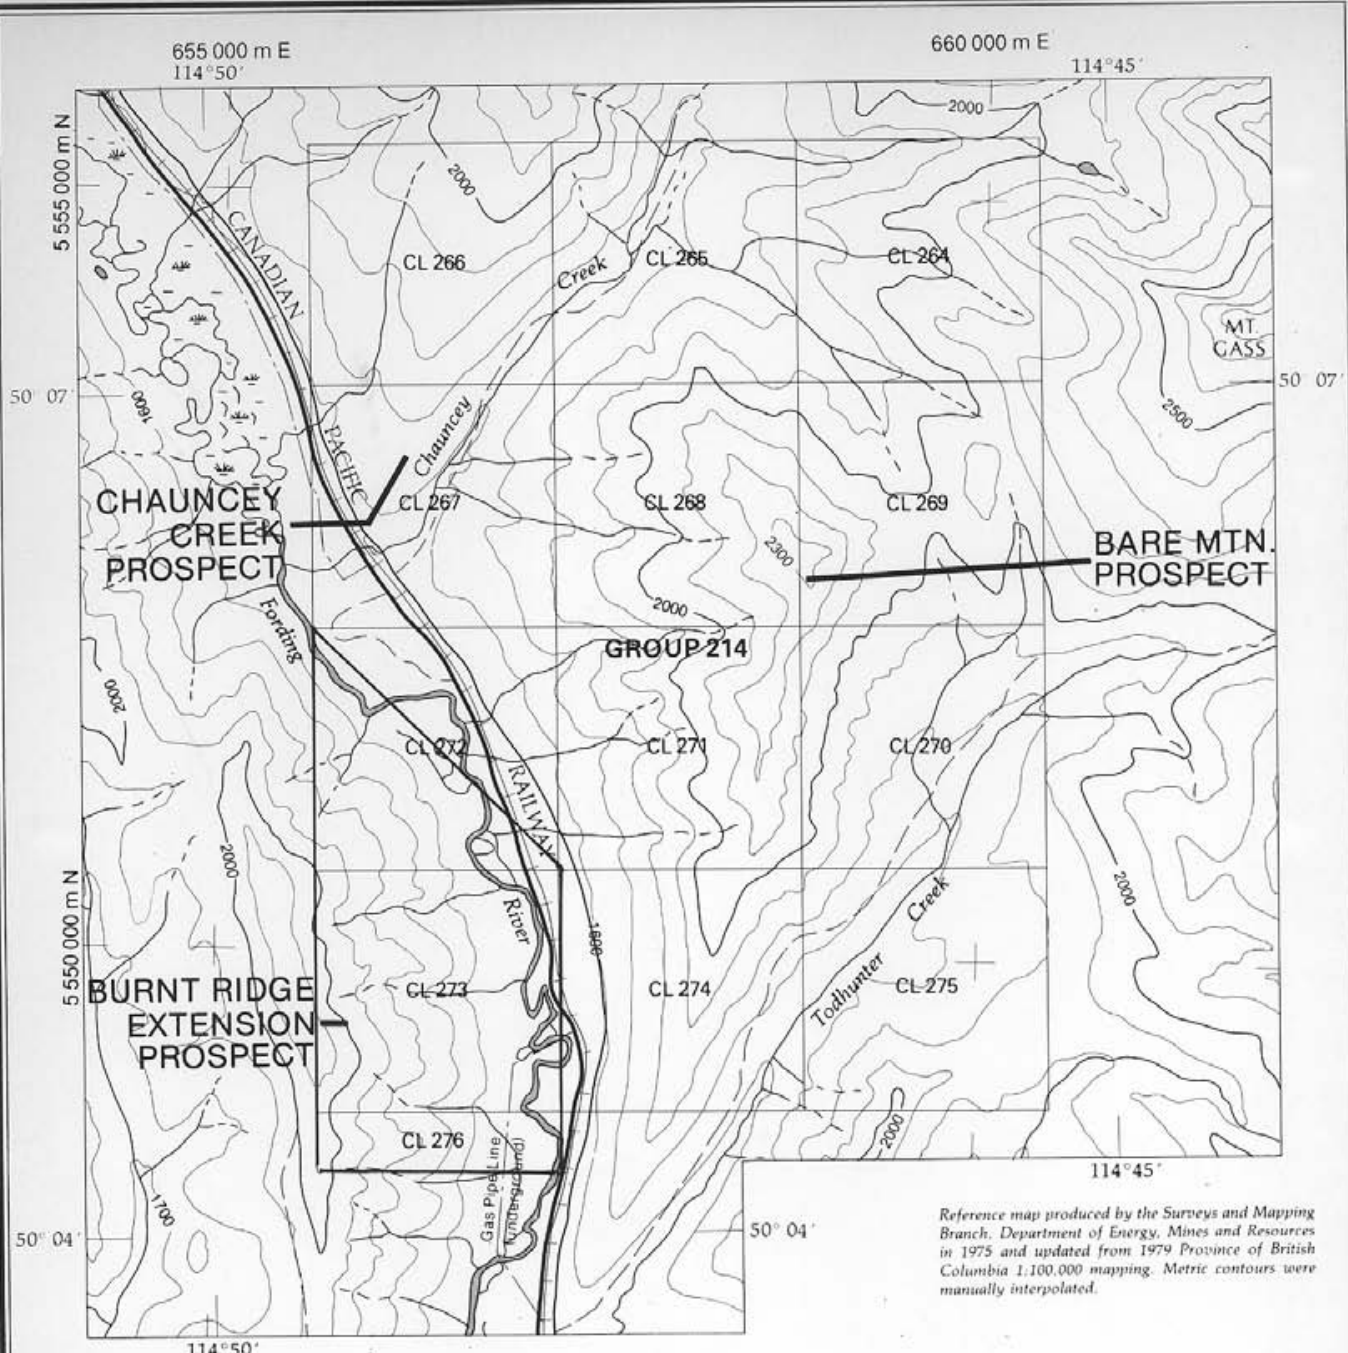 655 000 m E
114°50′
660 000 m E
114°45′
5 555 000 m N
2000
2000
CANADIAN
CL 266
Creek
CL 265
CL 264
MT.
GASS
50° 07′
50° 07′
1600
2500
PACIFIC
Chauncey
CHAUNCEY
CREEK
PROSPECT
CL 267
CL 268
CL 269
2300
BARE MTN.
PROSPECT
Fording
2000
GROUP 214
2000
CL 272
CL 271
CL 270
RAILWAY
2000
2000
Creek
River
1600
5 550 000 m N
BURNT RIDGE
EXTENSION
PROSPECT
CL 273
CL 274
CL 275
Todhunter
CL 276
2000
Gas Pipe Line
(underground)
114°45′
1700
50° 04′
50° 04′
Reference map produced by the Surveys and Mapping
Branch, Department of Energy, Mines and Resources
in 1975 and updated from 1979 Province of British
Columbia 1:100,000 mapping. Metric contours were
manually interpolated.
114°50′